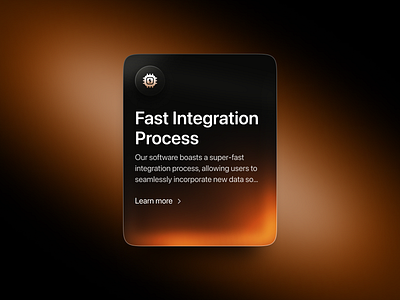 Fast Integration
Process
Our software boasts a super-fast
integration process, allowing users to
seamlessly incorporate new data so...
Learn more